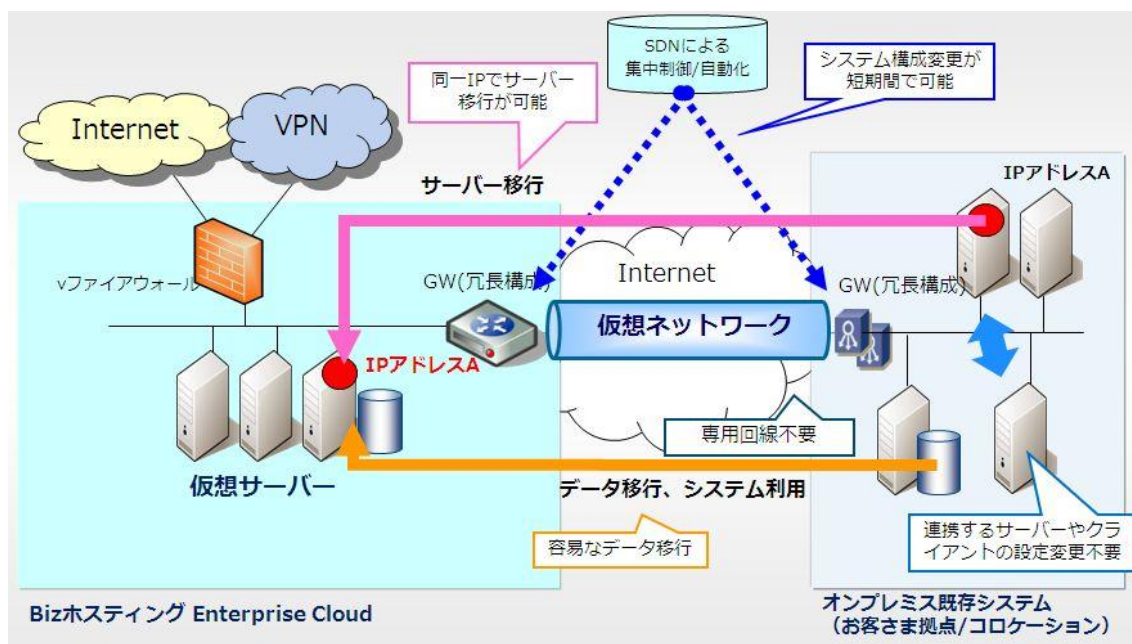 SDNによる
集中制御/自動化
システム構成変更が
短期間で可能
同一IPでサーバー
移行が可能
Internet
VPN
サーバー移行
IPアドレスA
vファイアウォール
GW(冗長構成)
Internet
GW(冗長構成)
仮想ネットワーク
IPアドレスA
専用回線不要
仮想サーバー
データ移行、システム利用
容易なデータ移行
連携するサーバーやクラ
イアントの設定変更不要
Bizホスティング Enterprise Cloud
オンプレミス既存システム
（お客さま拠点/コロケーション）